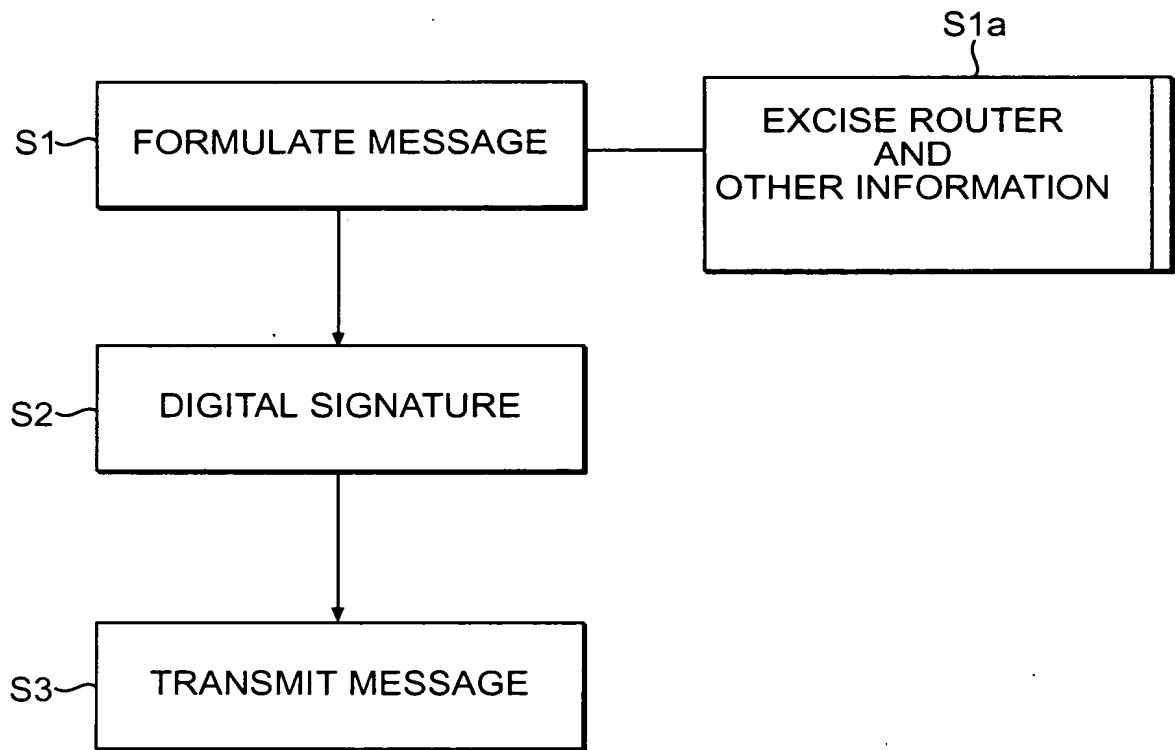 S1a
S1
FORMULATE MESSAGE
EXCISE ROUTER
AND
OTHER INFORMATION
S2
DIGITAL SIGNATURE
S3
TRANSMIT MESSAGE